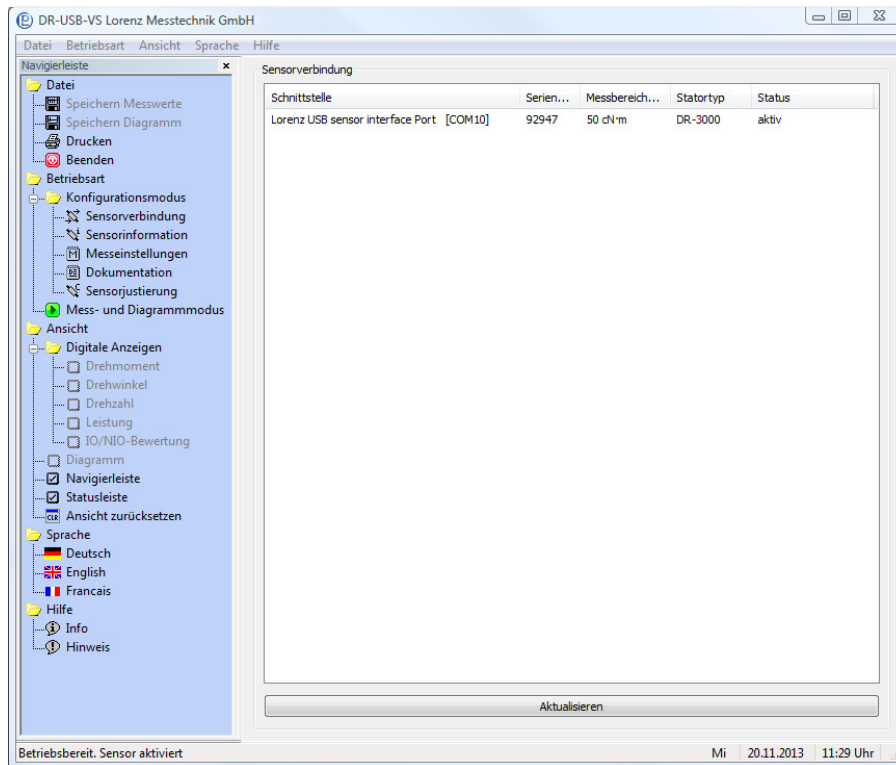 DR-USB-VS Lorenz Messtechnik GmbH
Datei Betriebsart Ansicht Sprache Hilfe
Navigierleiste
Datei
Speichern Messwerte
Speichern Diagramm
Drucken
Beenden
Betriebsart
Konfigurationsmodus
Sensorverbindung
Sensorinformation
Messeinstellungen
Dokumentation
Sensorjustierung
Mess- und Diagrammmodus
Ansicht
Digitale Anzeigen
Drehmoment
Drehwinkel
Drehzahl
Leistung
IO/NIO-Bewertung
Diagramm
Navigierleiste
Statusleiste
CLR Ansicht zurücksetzen
Sprache
Deutsch
English
Francais
Hilfe
Info
Hinweis
Sensorverbindung
Schnittstelle Serien... Messbereich... Statortyp Status
Lorenz USB sensor interface Port [COM10] 92947 50 cN·m DR-3000 aktiv
Aktualisieren
Betriebsbereit. Sensor aktiviert Mi 20.11.2013 11:29 Uhr